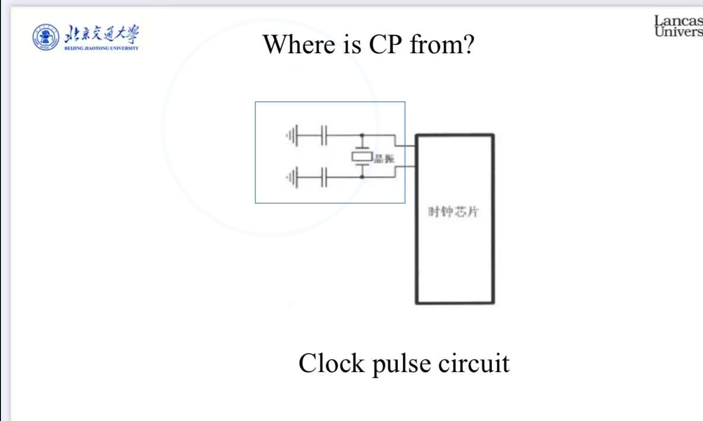 北京交通大学
BEIJING JIAOTONG UNIVERSITY
Where is CP from?
Lancas
Univers
晶振
时钟芯片
Clock pulse circuit